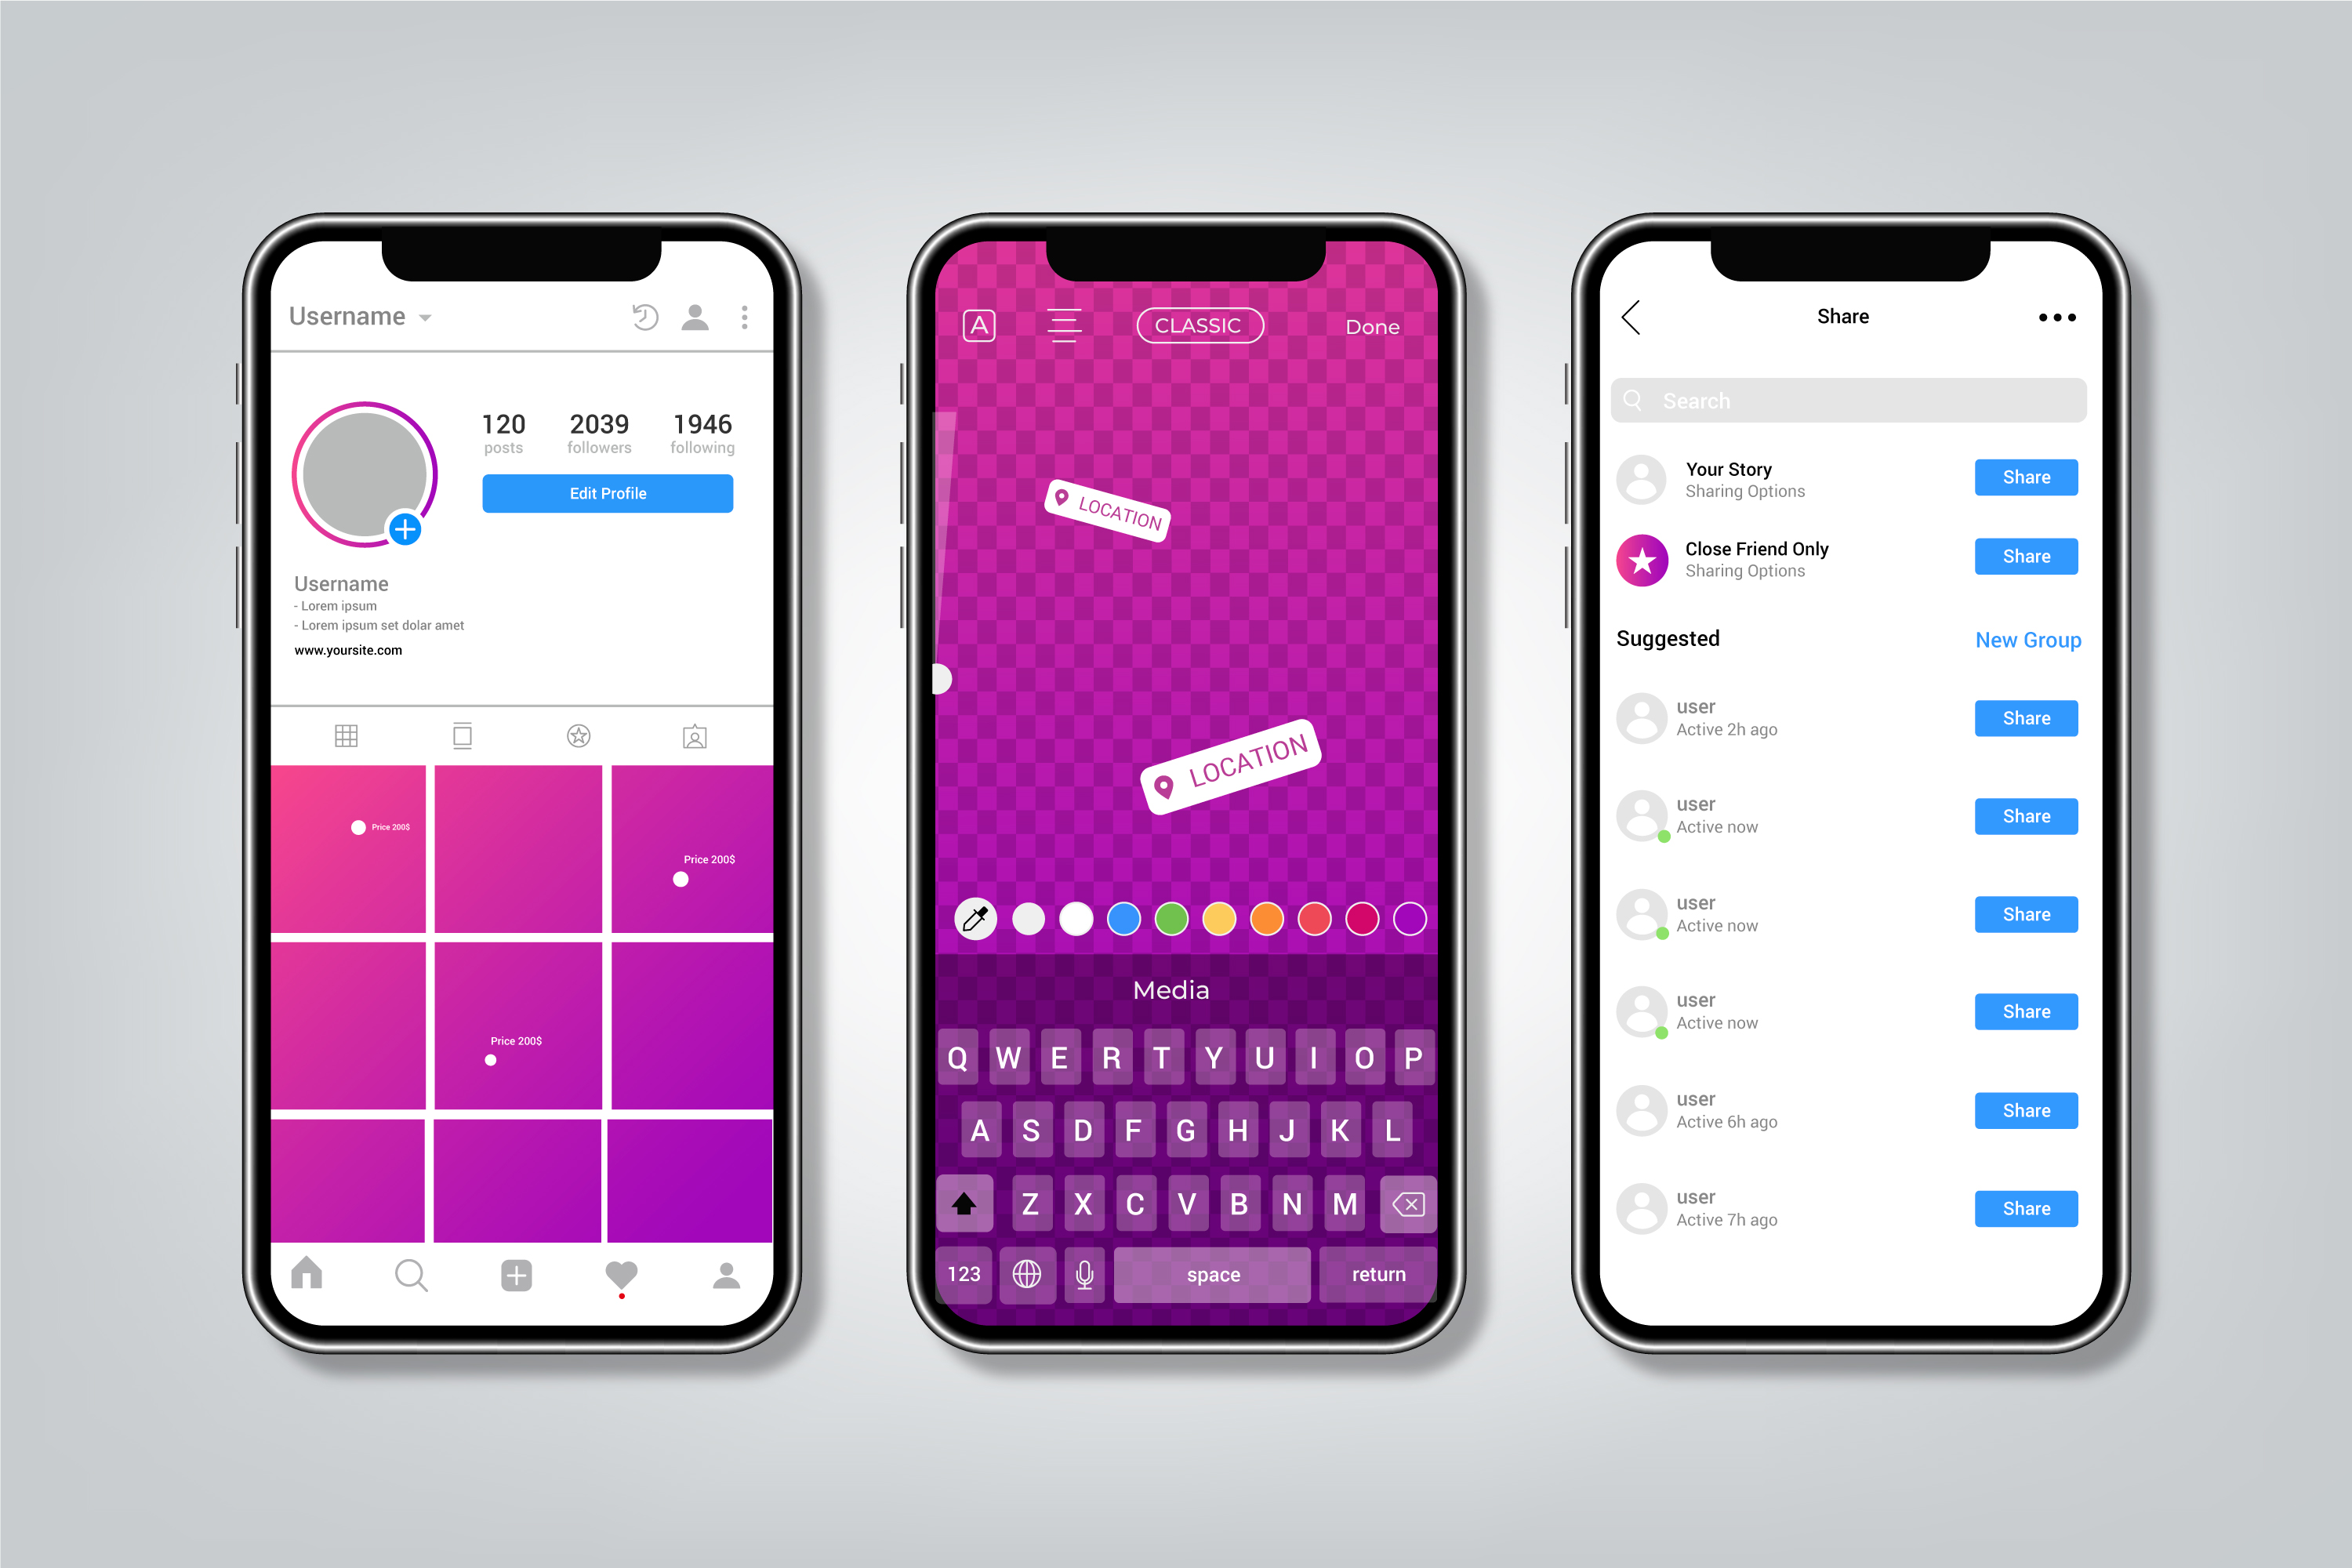 Username
120 2039 1946
posts followers following
Edit Profile
Username
- Lorem ipsum
- Lorem ipsum set dolar amet
www.yoursite.com
Price 200$
Price 200$
Price 200$
A CLASSIC Done
LOCATION
LOCATION
Media
Q W E R T Y U I O P
A S D F G H J K L
Z X C V B N M
123 space return
Share
Search
Your Story
Sharing Options
Share
Close Friend Only
Sharing Options
Share
Suggested New Group
user
Active 2h ago
Share
user
Active now
Share
user
Active now
Share
user
Active now
Share
user
Active 6h ago
Share
user
Active 7h ago
Share